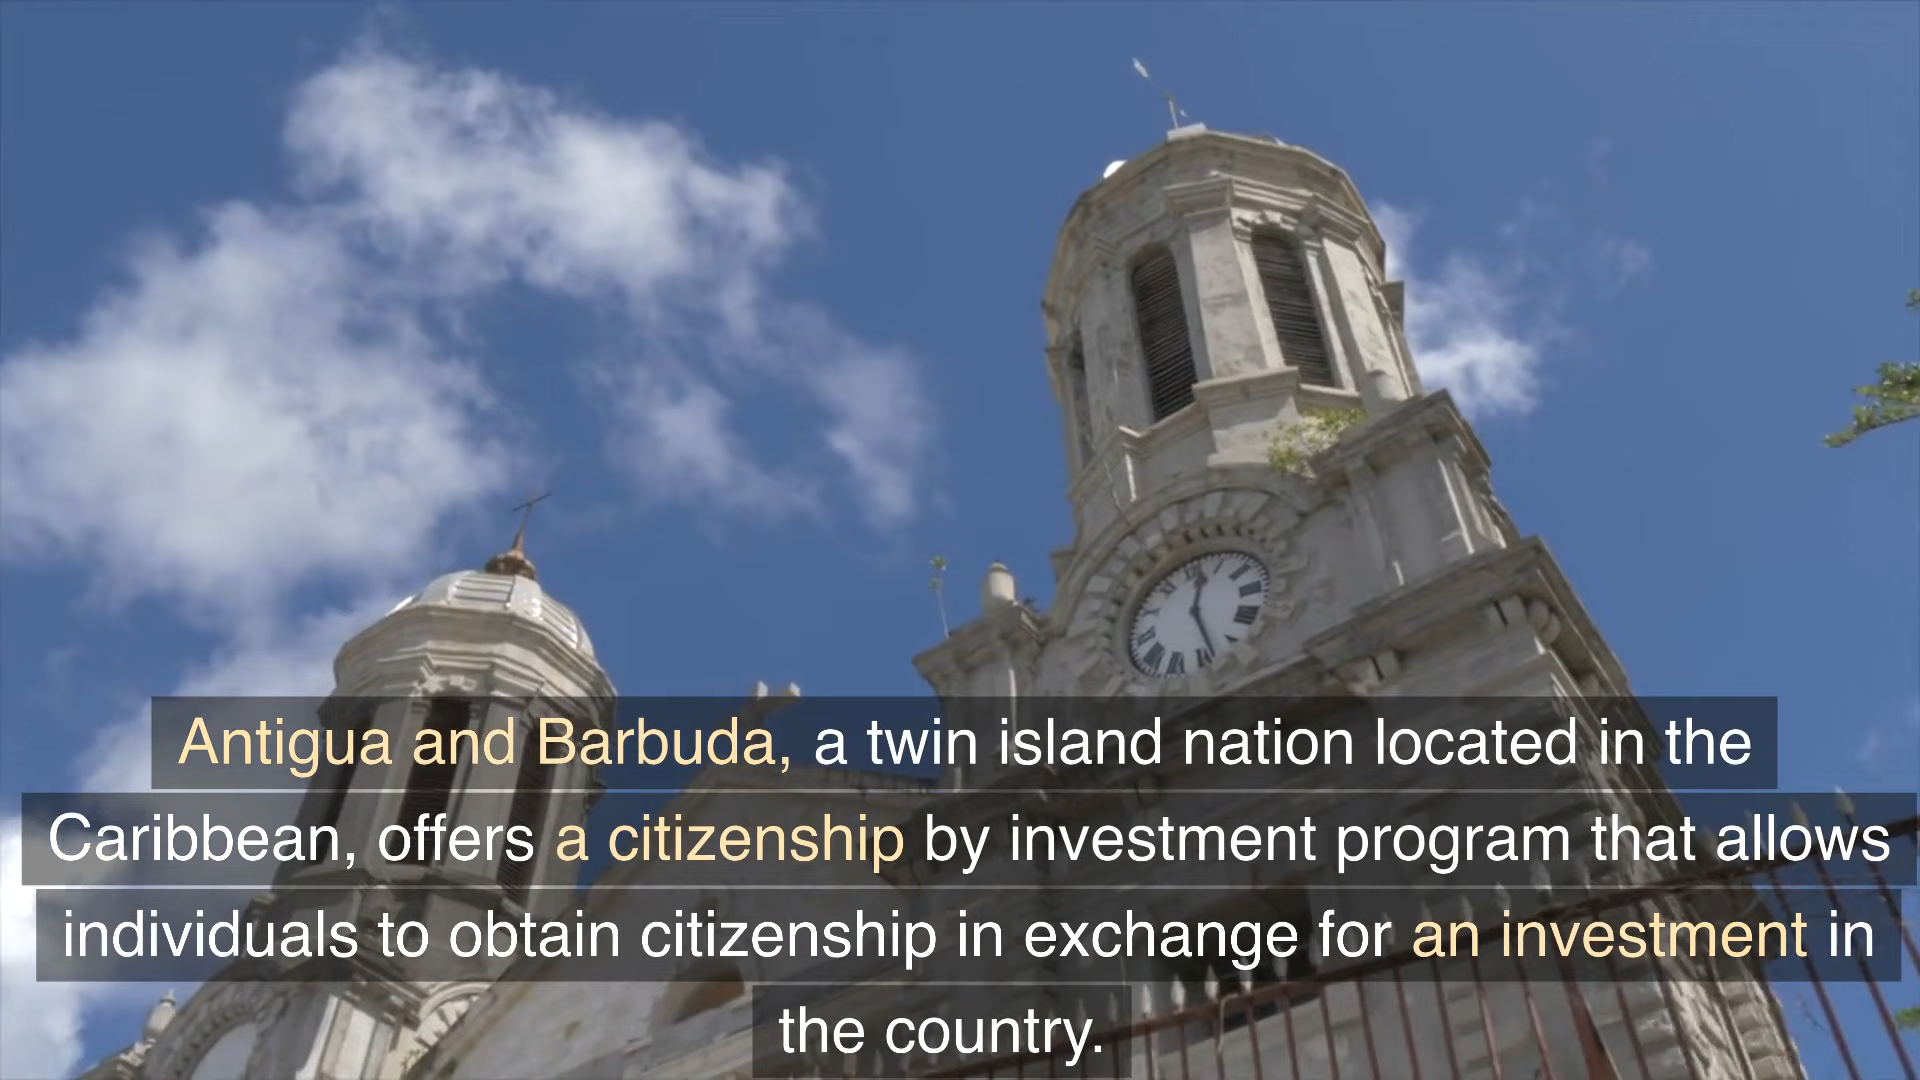 Antigua and Barbuda, a twin island nation located in the
Caribbean, offers a citizenship by investment program that allows
individuals to obtain citizenship in exchange for an investment in
the country.